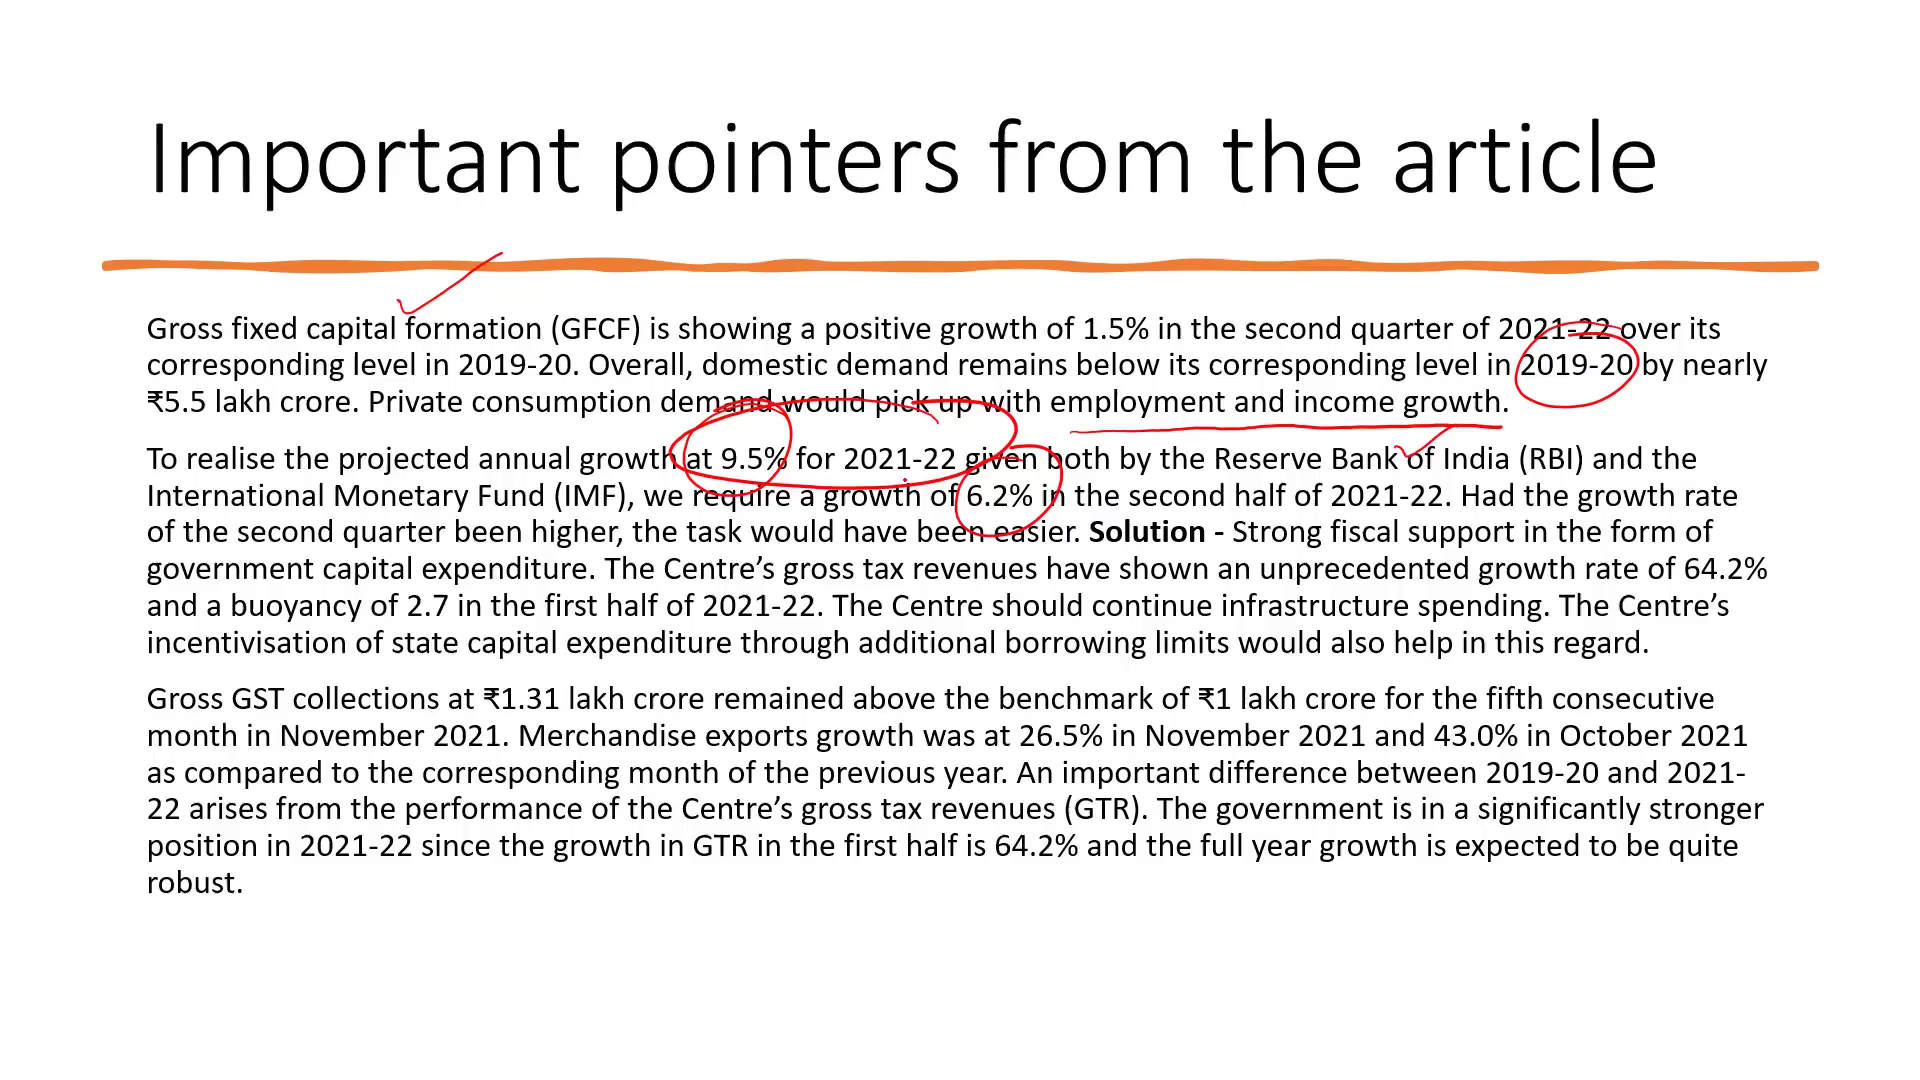 Important pointers from the article
Gross fixed capital formation (GFCF) is showing a positive growth of 1.5% in the second quarter of 2021-22 over its
corresponding level in 2019-20. Overall, domestic demand remains below its corresponding level in 2019-20 by nearly
₹5.5 lakh crore. Private consumption demand would pick up with employment and income growth.
To realise the projected annual growth at 9.5% for 2021-22 given both by the Reserve Bank of India (RBI) and the
International Monetary Fund (IMF), we require a growth of 6.2% in the second half of 2021-22. Had the growth rate
of the second quarter been higher, the task would have been easier. Solution - Strong fiscal support in the form of
government capital expenditure. The Centre’s gross tax revenues have shown an unprecedented growth rate of 64.2%
and a buoyancy of 2.7 in the first half of 2021-22. The Centre should continue infrastructure spending. The Centre’s
incentivisation of state capital expenditure through additional borrowing limits would also help in this regard.
Gross GST collections at ₹1.31 lakh crore remained above the benchmark of ₹1 lakh crore for the fifth consecutive
month in November 2021. Merchandise exports growth was at 26.5% in November 2021 and 43.0% in October 2021
as compared to the corresponding month of the previous year. An important difference between 2019-20 and 2021-
22 arises from the performance of the Centre’s gross tax revenues (GTR). The government is in a significantly stronger
position in 2021-22 since the growth in GTR in the first half is 64.2% and the full year growth is expected to be quite
robust.